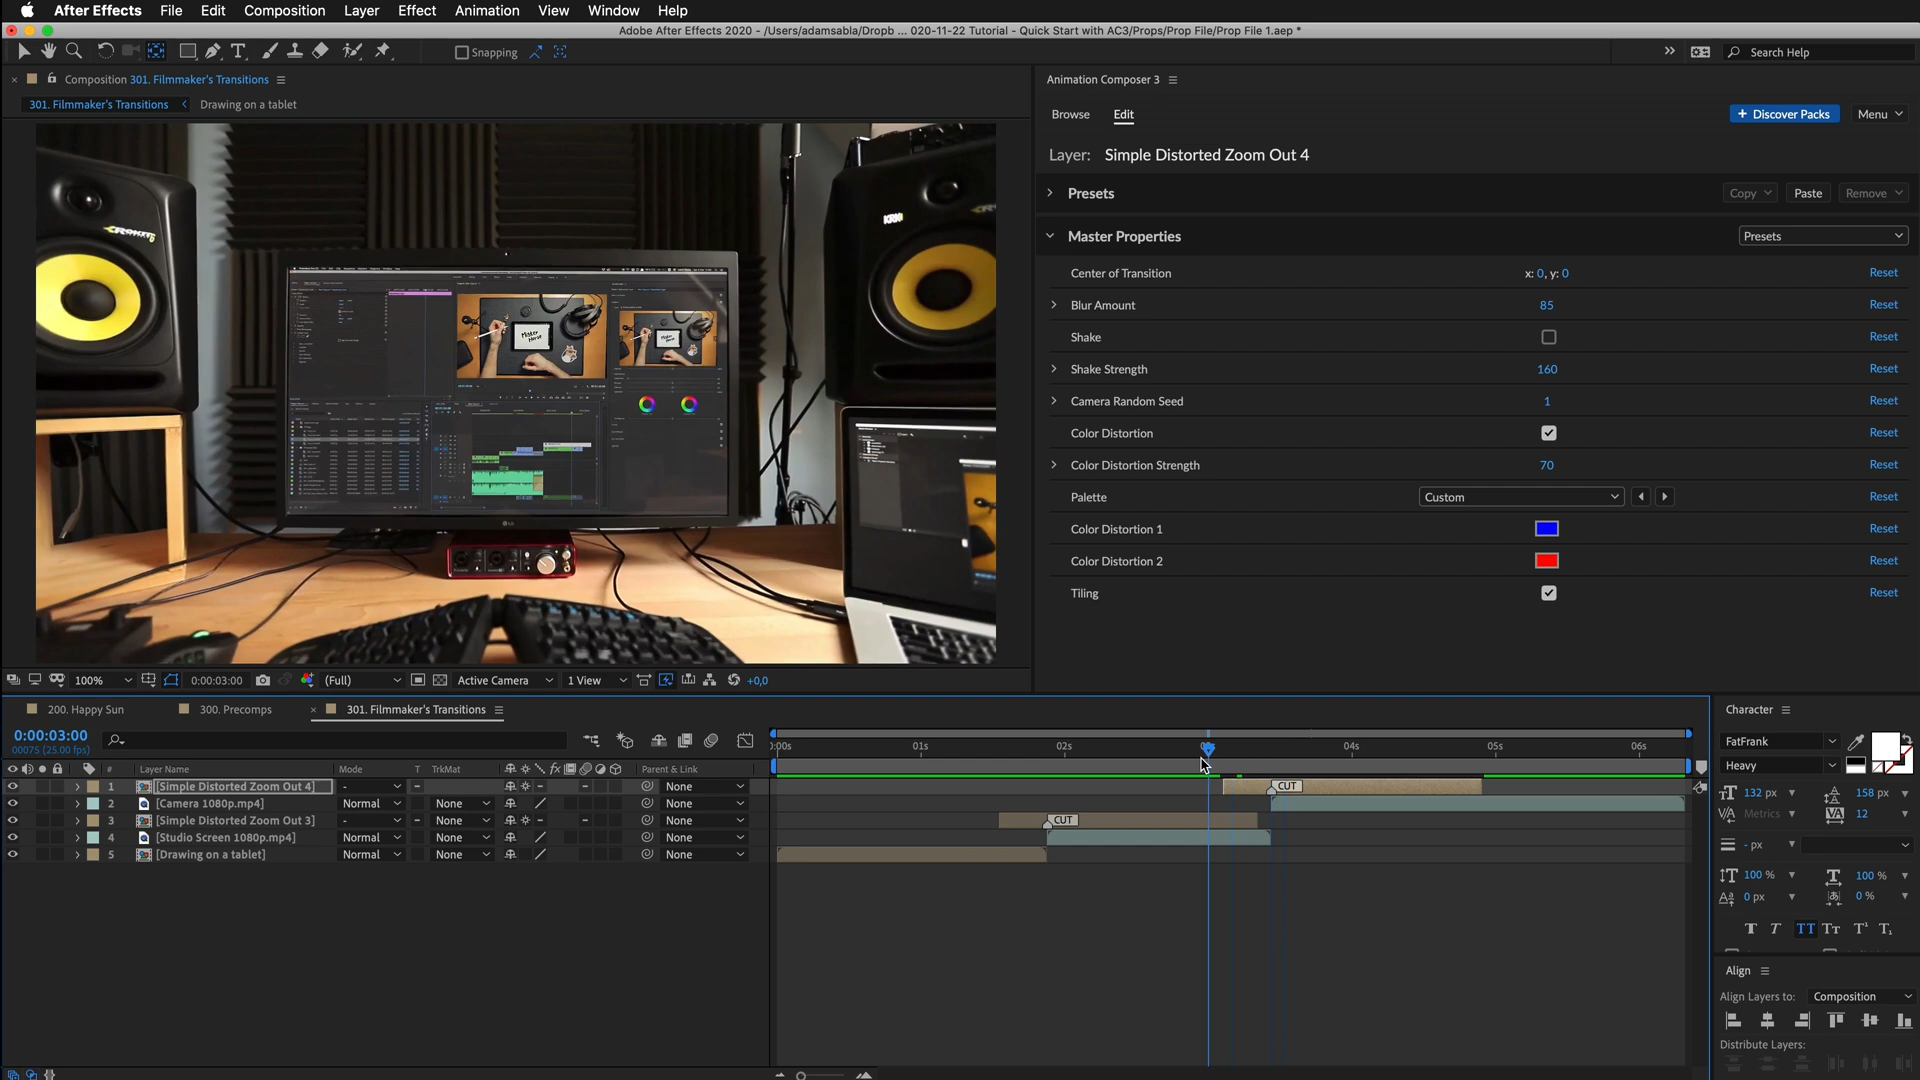 After Effects File Edit Composition Layer Effect Animation View Window Help
Adobe After Effects 2020 - /Users/adamsabla/Dropb ... 020-11-22 Tutorial - Quick Start with AC3/Props/Prop File/Prop File 1.aep *
Snapping
Search Help
Composition 301. Filmmaker's Transitions
301. Filmmaker's Transitions
Drawing on a tablet
Animation Composer 3
Browse
Edit
+ Discover Packs
Menu
Layer: Simple Distorted Zoom Out 4
Presets
Copy
Paste
Remove
Master Properties
Presets
Center of Transition x: 0, y: 0 Reset
Blur Amount 85 Reset
Shake Reset
Shake Strength 160 Reset
Camera Random Seed 1 Reset
Color Distortion Reset
Color Distortion Strength 70 Reset
Palette Custom Reset
Color Distortion 1 Reset
Color Distortion 2 Reset
Tiling Reset
KRK
LG
100%
0:00:03:00
(Full)
Active Camera
1 View
+0,0
200. Happy Sun
300. Precomps
301. Filmmaker's Transitions
0:00:03:00
00075 (25.00 fps)
01s 02s 04s 05s 06s
# Layer Name Mode T TrkMat Parent & Link
1 [Simple Distorted Zoom Out 4] - None
2 [Camera 1080p.mp4] Normal None None
3 [Simple Distorted Zoom Out 3] - None None
4 [Studio Screen 1080p.mp4] Normal None None
5 [Drawing on a tablet] Normal None None
CUT
CUT
Character
FatFrank
Heavy
132 px
158 px
Metrics
12
- px
100 %
100 %
0 px
0 %
Align
Align Layers to: Composition
Distribute Layers: